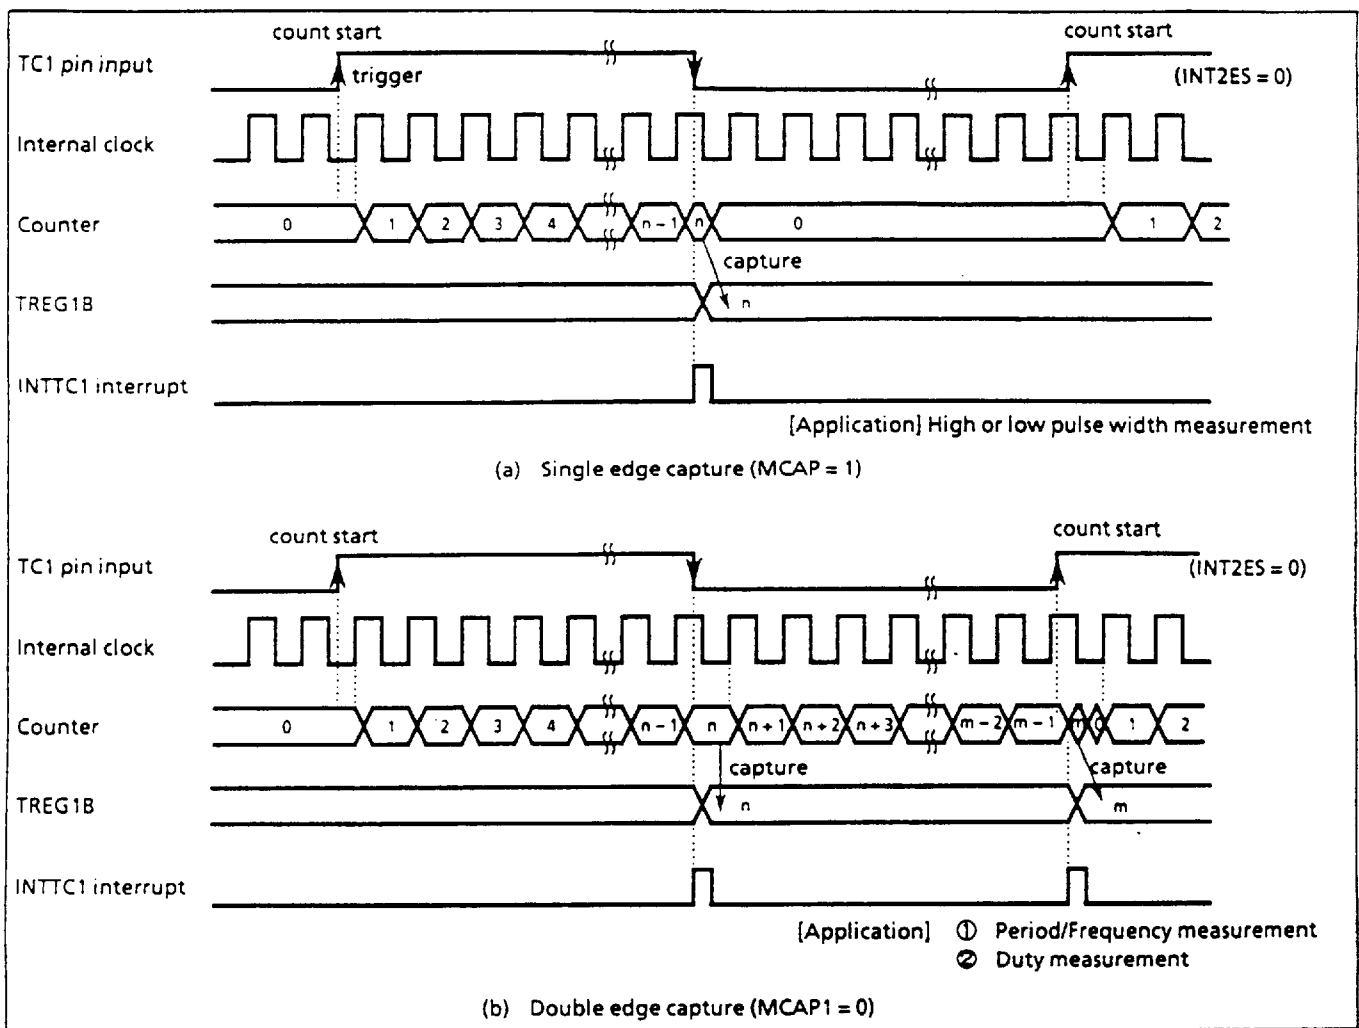 count start
count start
TC1 pin input
trigger
(INT2ES = 0)
Internal clock
Counter
0 1 2 3 4 n – 1 n 0 1 2
capture
TREG1B
n
INTTC1 interrupt
[Application] High or low pulse width measurement
(a) Single edge capture (MCAP = 1)
count start
count start
TC1 pin input
(INT2ES = 0)
Internal clock
Counter
0 1 2 3 4 n – 1 n n + 1 n + 2 n + 3 m – 2 m – 1 m 0 1 2
capture
capture
TREG1B
n
m
INTTC1 interrupt
[Application] ① Period/Frequency measurement
② Duty measurement
(b) Double edge capture (MCAP1 = 0)